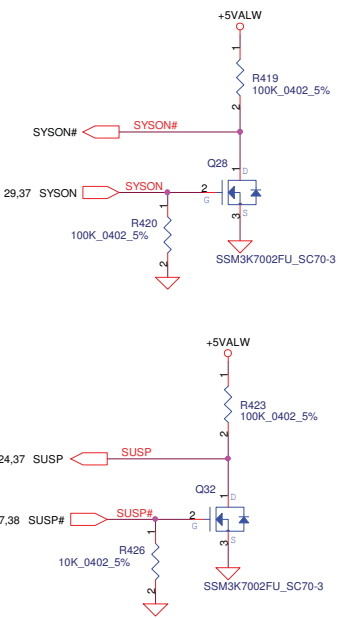 +5VALW
1
R419
100K_0402_5%
2
SYSON#
SYSON#
Q28
1
D
29,37 SYSON
SYSON
2
G
1
3
S
R420
100K_0402_5%
2
SSM3K7002FU_SC70-3
+5VALW
1
R423
100K_0402_5%
2
24,37 SUSP
SUSP
Q32
1
D
7,38 SUSP#
SUSP#
2
G
1
3
S
R426
10K_0402_5%
2
SSM3K7002FU_SC70-3